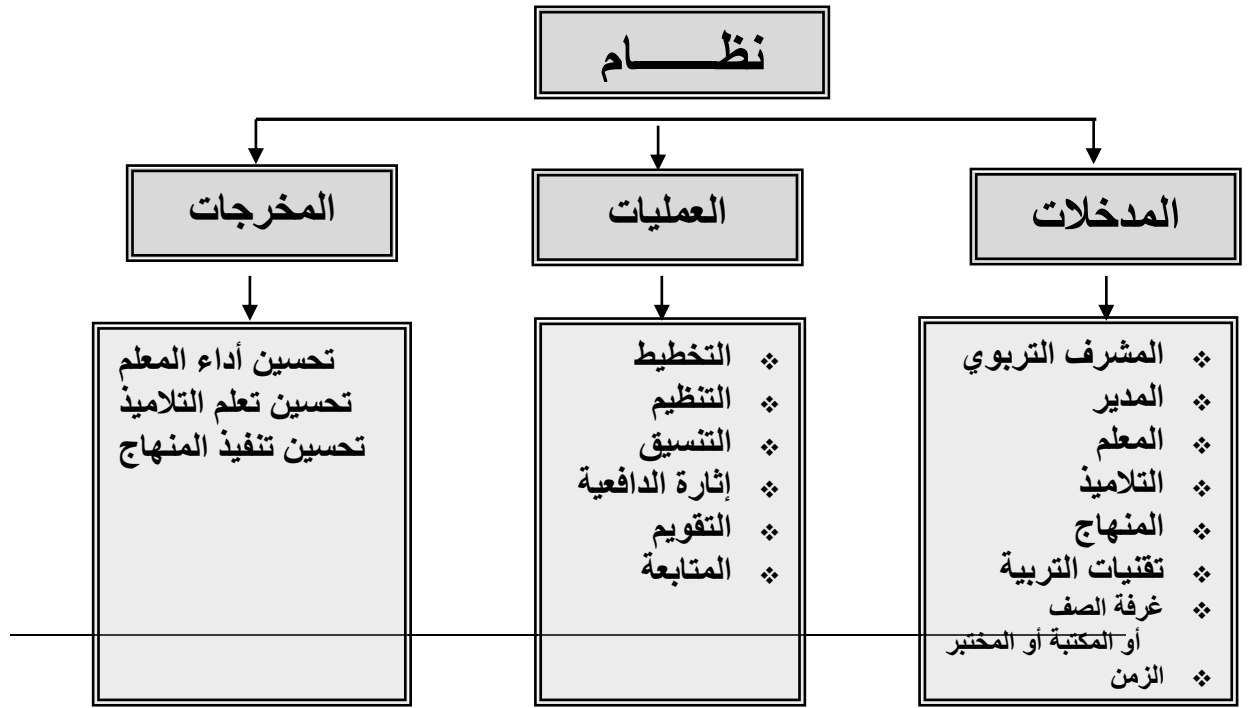 نظـــــــام
المدخلات
العمليات
المخرجات
❖ المشرف التربوي
❖ المدير
❖ المعلم
❖ التلاميذ
❖ المنهاج
❖ تقنيات التربية
❖ غرفة الصف
أو المكتبة أو المختبر
❖ الزمن
❖ التخطيط
❖ التنظيم
❖ التنسيق
❖ إثارة الدافعية
❖ التقويم
❖ المتابعة
تحسين أداء المعلم
تحسين تعلم التلاميذ
تحسين تنفيذ المنهاج